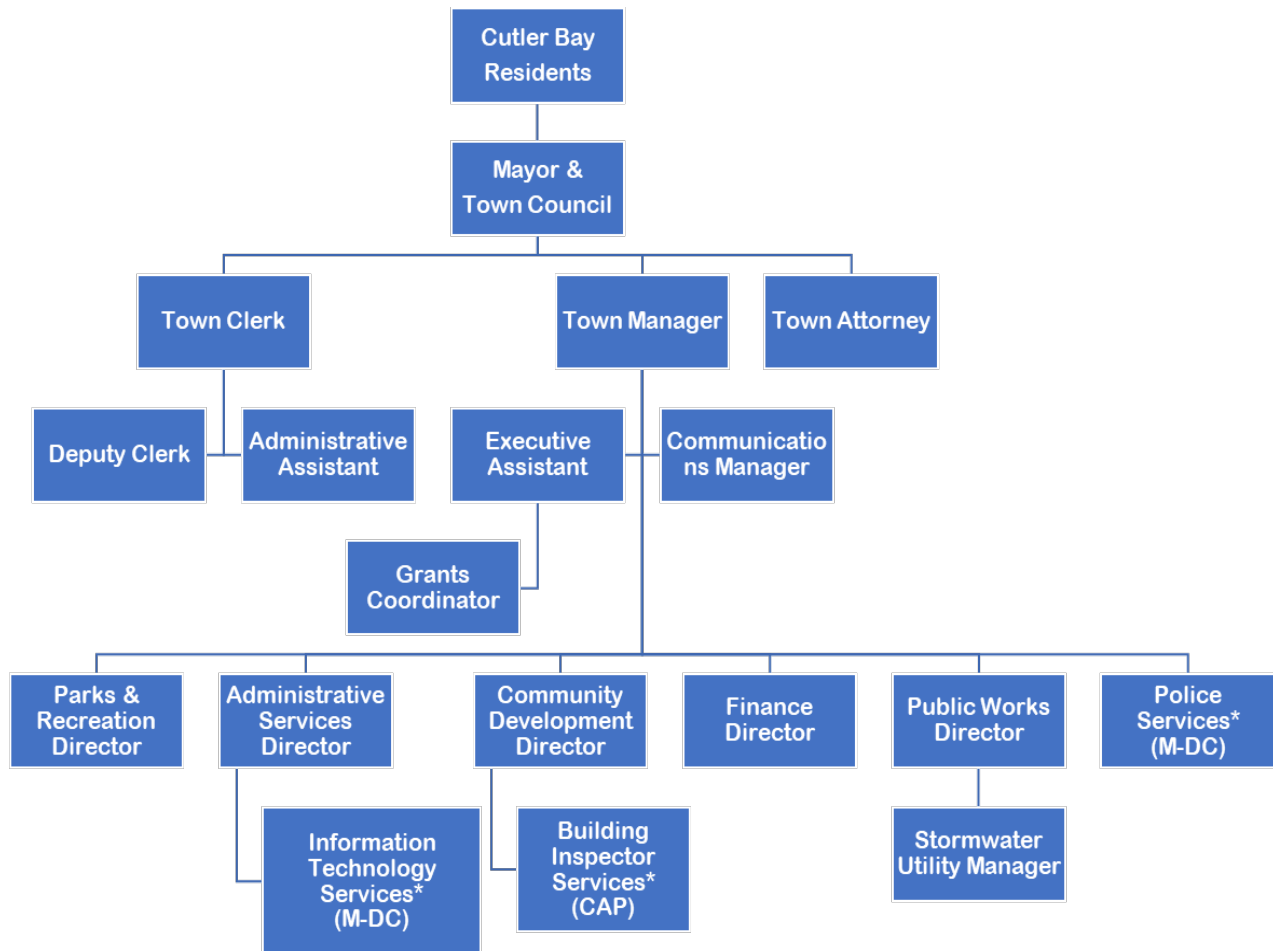 Cutler Bay
Residents
Mayor &
Town Council
Town Clerk
Town Manager
Town Attorney
Deputy Clerk
Administrative
Assistant
Executive
Assistant
Communicatio
ns Manager
Grants
Coordinator
Parks &
Recreation
Director
Administrative
Services
Director
Community
Development
Director
Finance
Director
Public Works
Director
Police
Services*
(M-DC)
Information
Technology
Services*
(M-DC)
Building
Inspector
Services*
(CAP)
Stormwater
Utility Manager